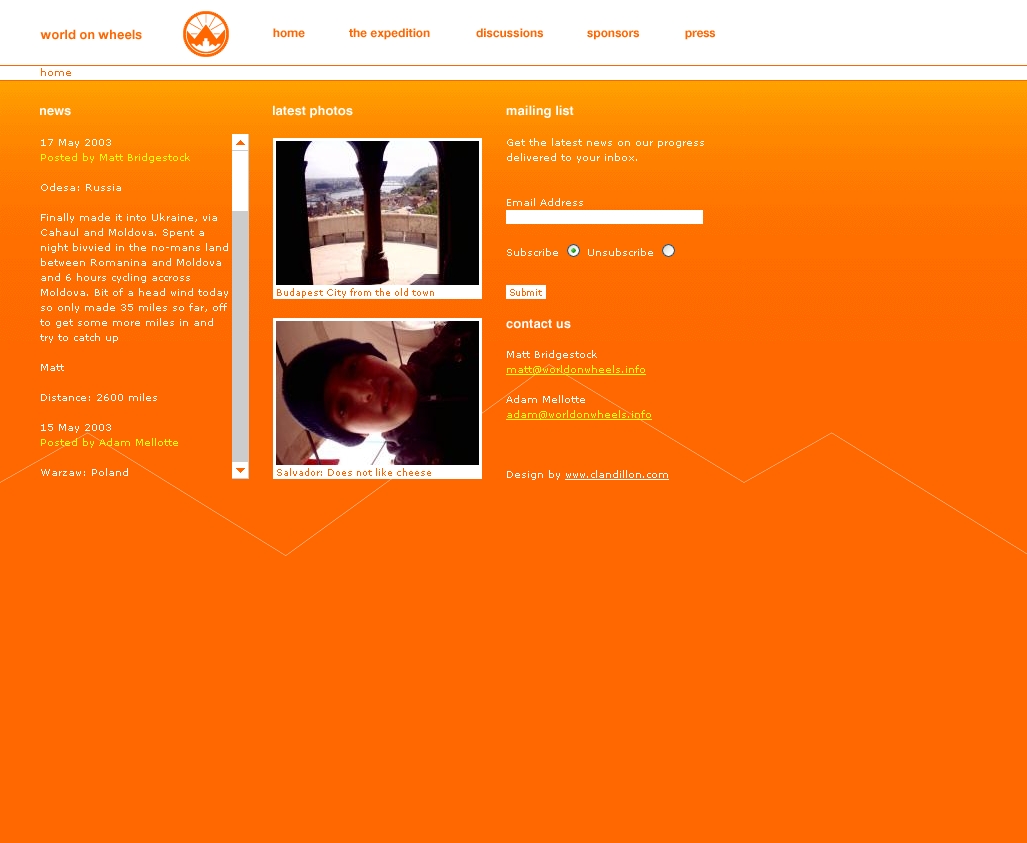 world on wheels
home
the expedition
discussions
sponsors
press
home
news
17 May 2003
Posted by Matt Bridgestock
Odesa: Russia
Finally made it into Ukraine, via
Cahaul and Moldova. Spent a
night bivvied in the no-mans land
between Romanina and Moldova
and 6 hours cycling accross
Moldova. Bit of a head wind today
so only made 35 miles so far, off
to get some more miles in and
try to catch up
Matt
Distance: 2600 miles
15 May 2003
Posted by Adam Mellotte
Warzaw: Poland
latest photos
Budapest City from the old town
Salvador: Does not like cheese
mailing list
Get the latest news on our progress
delivered to your inbox.
Email Address
Subscribe Unsubscribe
Submit
contact us
Matt Bridgestock
matt@worldonwheels.info
Adam Mellotte
adam@worldonwheels.info
Design by www.clandillon.com